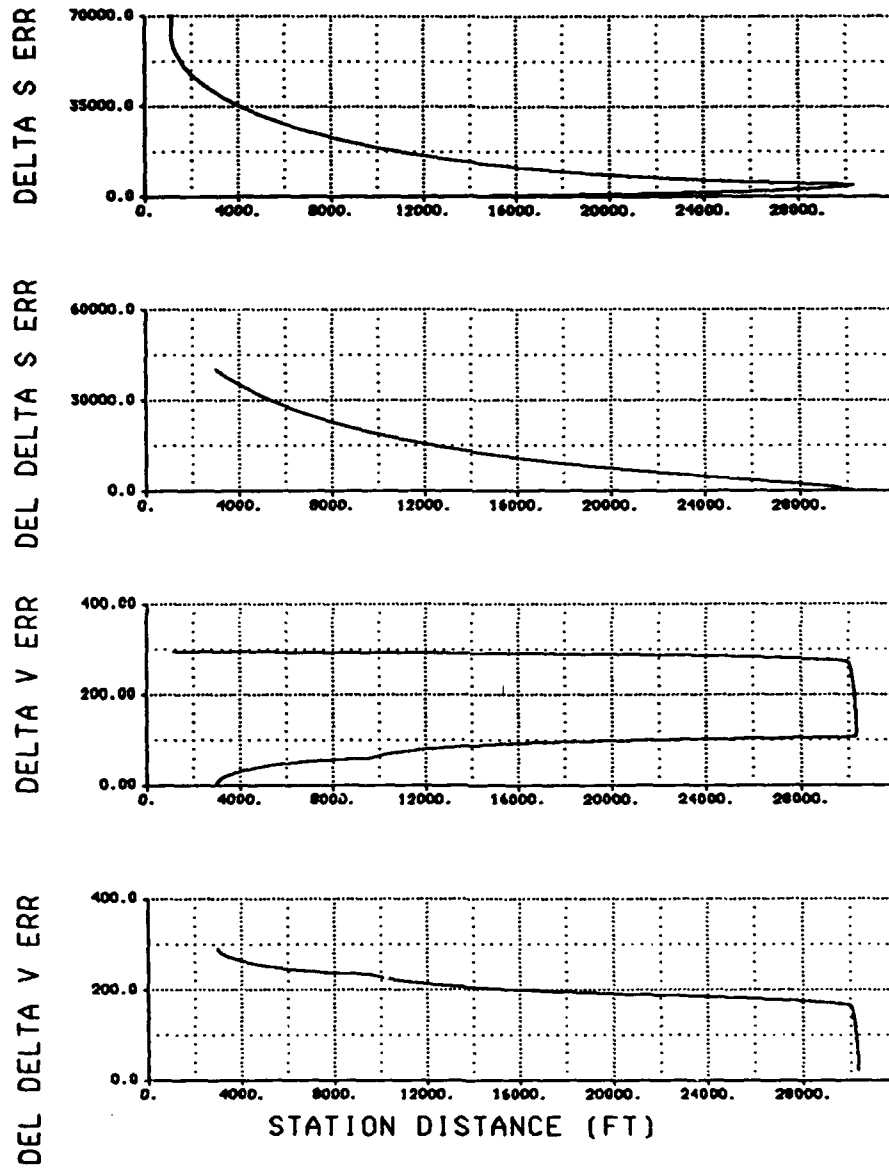 DELTA S ERR
70000.0
35000.0
0.0
0. 4000. 8000. 12000. 16000. 20000. 24000. 28000.
DEL DELTA S ERR
60000.0
30000.0
0.0
0. 4000. 8000. 12000. 16000. 20000. 24000. 28000.
DELTA V ERR
400.00
200.00
0.00
0. 4000. 8000. 12000. 16000. 20000. 24000. 28000.
DEL DELTA V ERR
400.0
200.0
0.0
0. 4000. 8000. 12000. 16000. 20000. 24000. 28000.
STATION DISTANCE (FT)